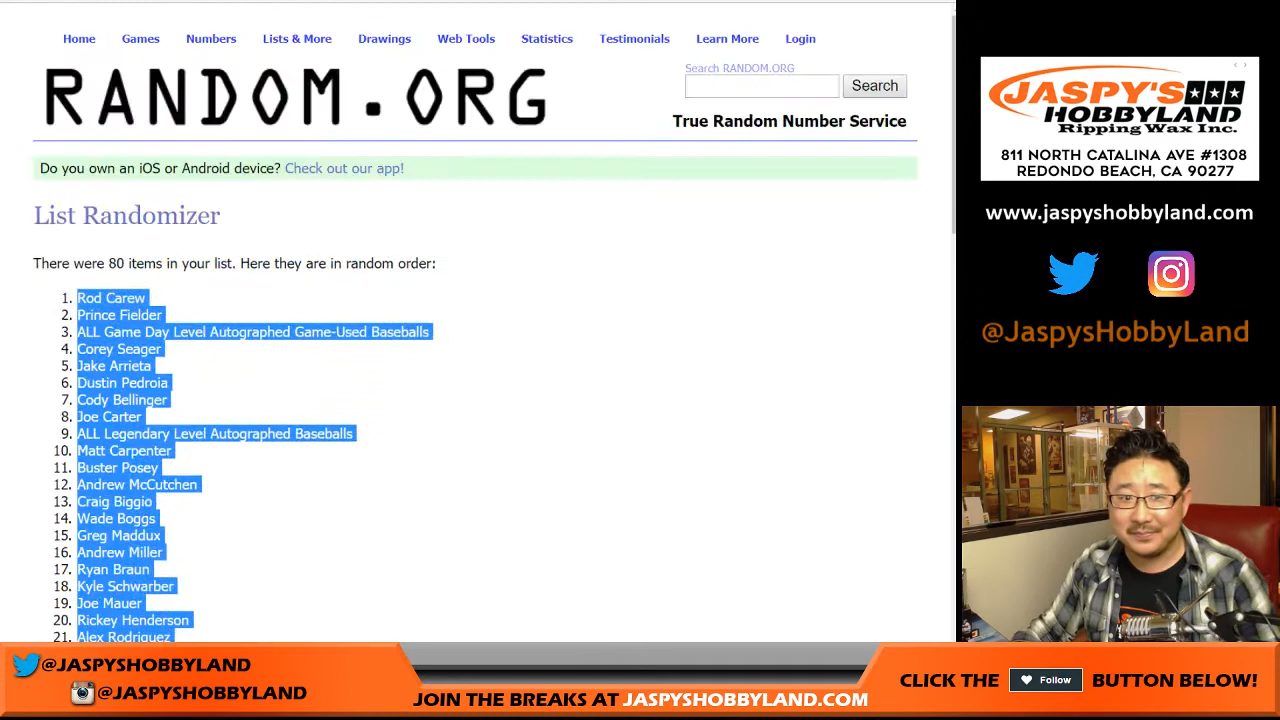 Home Games Numbers Lists & More Drawings Web Tools Statistics Testimonials Learn More Login
RANDOM.ORG
Search RANDOM.ORG
Search
True Random Number Service
Do you own an iOS or Android device? Check out our app!
List Randomizer
There were 80 items in your list. Here they are in random order:
1. Rod Carew
2. Prince Fielder
3. ALL Game Day Level Autographed Game-Used Baseballs
4. Corey Seager
5. Jake Arrieta
6. Dustin Pedroia
7. Cody Bellinger
8. Joe Carter
9. ALL Legendary Level Autographed Baseballs
10. Matt Carpenter
11. Buster Posey
12. Andrew McCutchen
13. Craig Biggio
14. Wade Boggs
15. Greg Maddux
16. Andrew Miller
17. Ryan Braun
18. Kyle Schwarber
19. Joe Mauer
20. Rickey Henderson
21. Alex Rodriguez
JASPY'S
HOBBYLAND
Ripping Wax Inc.
811 NORTH CATALINA AVE #1308
REDONDO BEACH, CA 90277
www.jaspyshobbyland.com
@JaspysHobbyLand
@JASPYSHOBBYLAND
@JASPYSHOBBYLAND
JOIN THE BREAKS AT JASPYSHOBBYLAND.COM
CLICK THE Follow BUTTON BELOW!